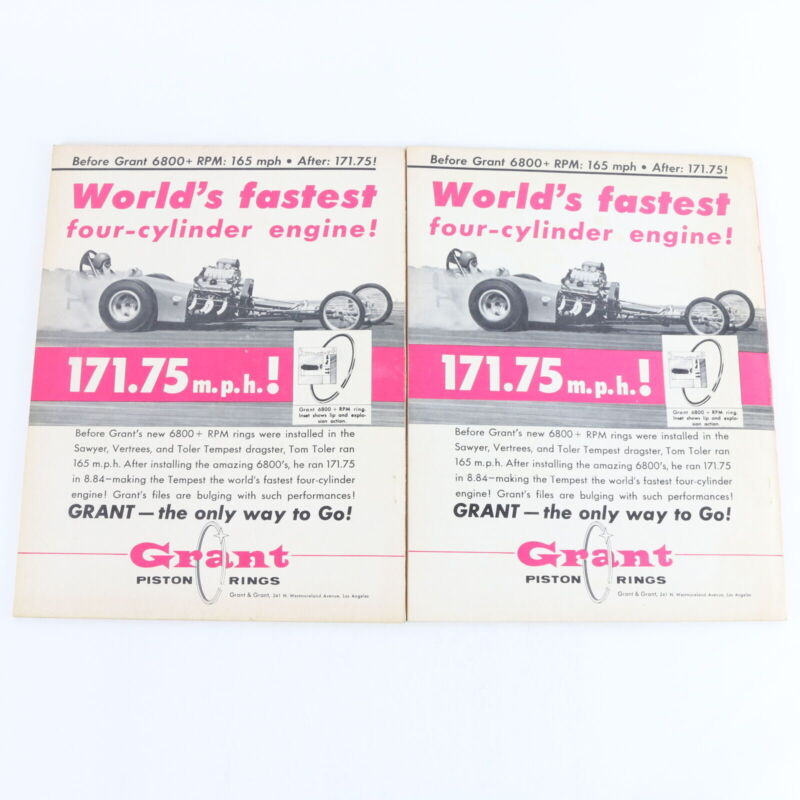 Before Grant 6800+ RPM: 165 mph • After: 171.75!
World's fastest
four-cylinder engine!
171.75 m.p.h.!
Grant 6800 + RPM ring.
Inset shows lip and explo-
sion action.
Before Grant's new 6800+ RPM rings were installed in the
Sawyer, Vertrees, and Toler Tempest dragster, Tom Toler ran
165 m.p.h. After installing the amazing 6800's, he ran 171.75
in 8.84—making the Tempest the world's fastest four-cylinder
engine! Grant's files are bulging with such performances!
GRANT—the only way to Go!
Grant
PISTON RINGS
Grant & Grant, 241 N. Westmoreland Avenue, Los Angeles
Before Grant 6800+ RPM: 165 mph • After: 171.75!
World's fastest
four-cylinder engine!
171.75 m.p.h.!
Grant 6800 + RPM ring.
Inset shows lip and explo-
sion action.
Before Grant's new 6800+ RPM rings were installed in the
Sawyer, Vertrees, and Toler Tempest dragster, Tom Toler ran
165 m.p.h. After installing the amazing 6800's, he ran 171.75
in 8.84—making the Tempest the world's fastest four-cylinder
engine! Grant's files are bulging with such performances!
GRANT—the only way to Go!
Grant
PISTON RINGS
Grant & Grant, 241 N. Westmoreland Avenue, Los Angeles